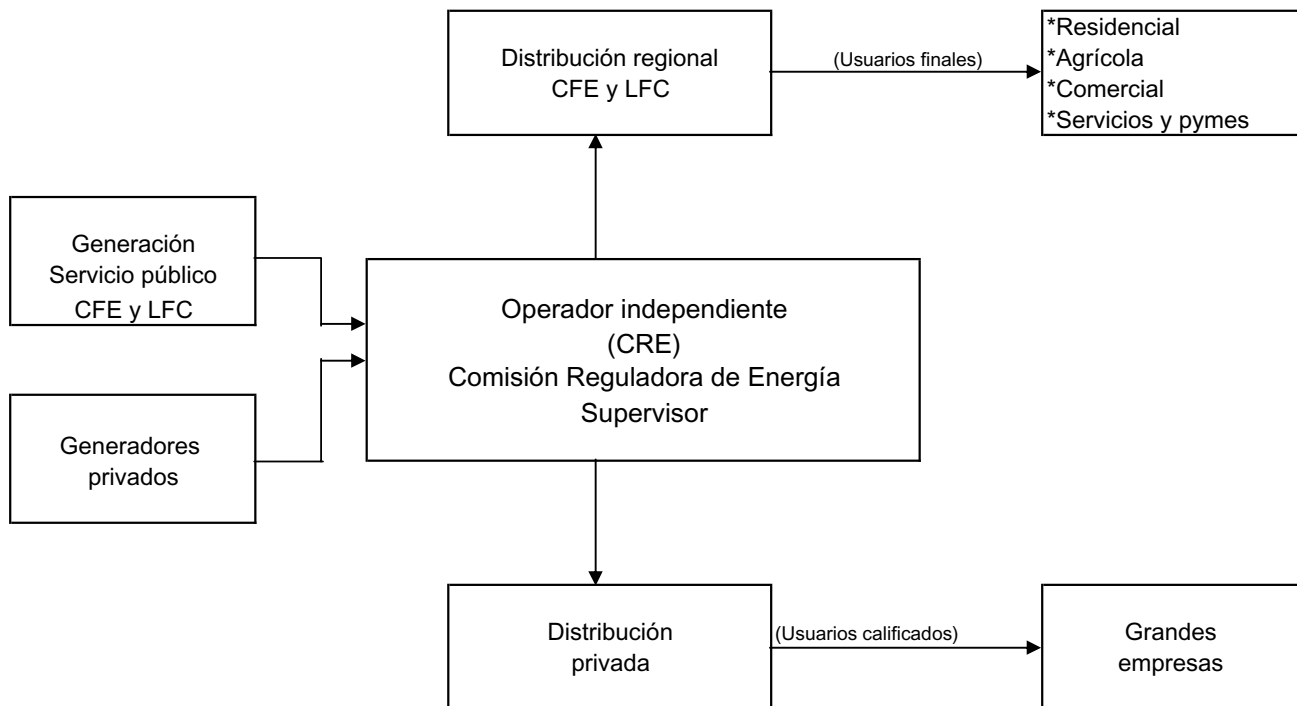 Distribución regional
CFE y LFC
(Usuarios finales)
*Residencial
*Agrícola
*Comercial
*Servicios y pymes
Generación
Servicio público
CFE y LFC
Operador independiente
(CRE)
Comisión Reguladora de Energía
Supervisor
Generadores
privados
Distribución
privada
(Usuarios calificados)
Grandes
empresas